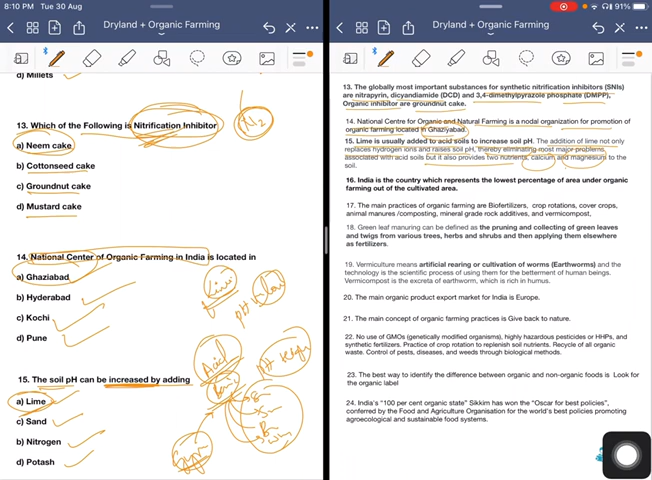 8:10 PM Tue 30 Aug
91%
Dryland + Organic Farming
d) Millets
13. Which of the Following is Nitrification Inhibitor
a) Neem cake
b) Cottonseed cake
c) Groundnut cake
d) Mustard cake
14. National Center of Organic Farming in India is located in
a) Ghaziabad
b) Hyderabad
c) Kochi
d) Pune
15. The soil pH can be increased by adding
a) Lime
c) Sand
b) Nitrogen
d) Potash
N2
Acid
Dryland + Organic Farming
13. The globally most important substances for synthetic nitrification inhibitors (SNIs)
are nitrapyrin, dicyandiamide (DCD) and 3,4-dimethylpyrazole phosphate (DMPP),
Organic inhibitor are groundnut cake.
14. National Centre for Organic and Natural Farming is a nodal organization for promotion of
organic farming located in Ghaziyabad.
15. Lime is usually added to acid soils to increase soil pH. The addition of lime not only
replaces hydrogen ions and raises soil pH, thereby eliminating most major problems
associated with acid soils but it also provides two nutrients, calcium and magnesium to the
soil.
16. India is the country which represents the lowest percentage of area under organic
farming out of the cultivated area.
17. The main practices of organic farming are Biofertilizers, crop rotations, cover crops,
animal manures /composting, mineral grade rock additives, and vermicompost,
18. Green leaf manuring can be defined as the pruning and collecting of green leaves
and twigs from various trees, herbs and shrubs and then applying them elsewhere
as fertilizers.
19. Vermiculture means artificial rearing or cultivation of worms (Earthworms) and the
technology is the scientific process of using them for the betterment of human beings.
Vermicompost is the excreta of earthworm, which is rich in humus.
20. The main organic product export market for India is Europe.
21. The main concept of organic farming practices is Give back to nature.
22. No use of GMOs (genetically modified organisms), highly hazardous pesticides or HHPs, and
synthetic fertilizers. Practice of crop rotation to replenish soil nutrients. Recycle of all organic
waste. Control of pests, diseases, and weeds through biological methods.
23. The best way to identify the difference between organic and non-organic foods is Look for
the organic label
24. India's "100 per cent organic state" Sikkim has won the "Oscar for best policies",
conferred by the Food and Agriculture Organisation for the world's best policies promoting
agroecological and sustainable food systems.